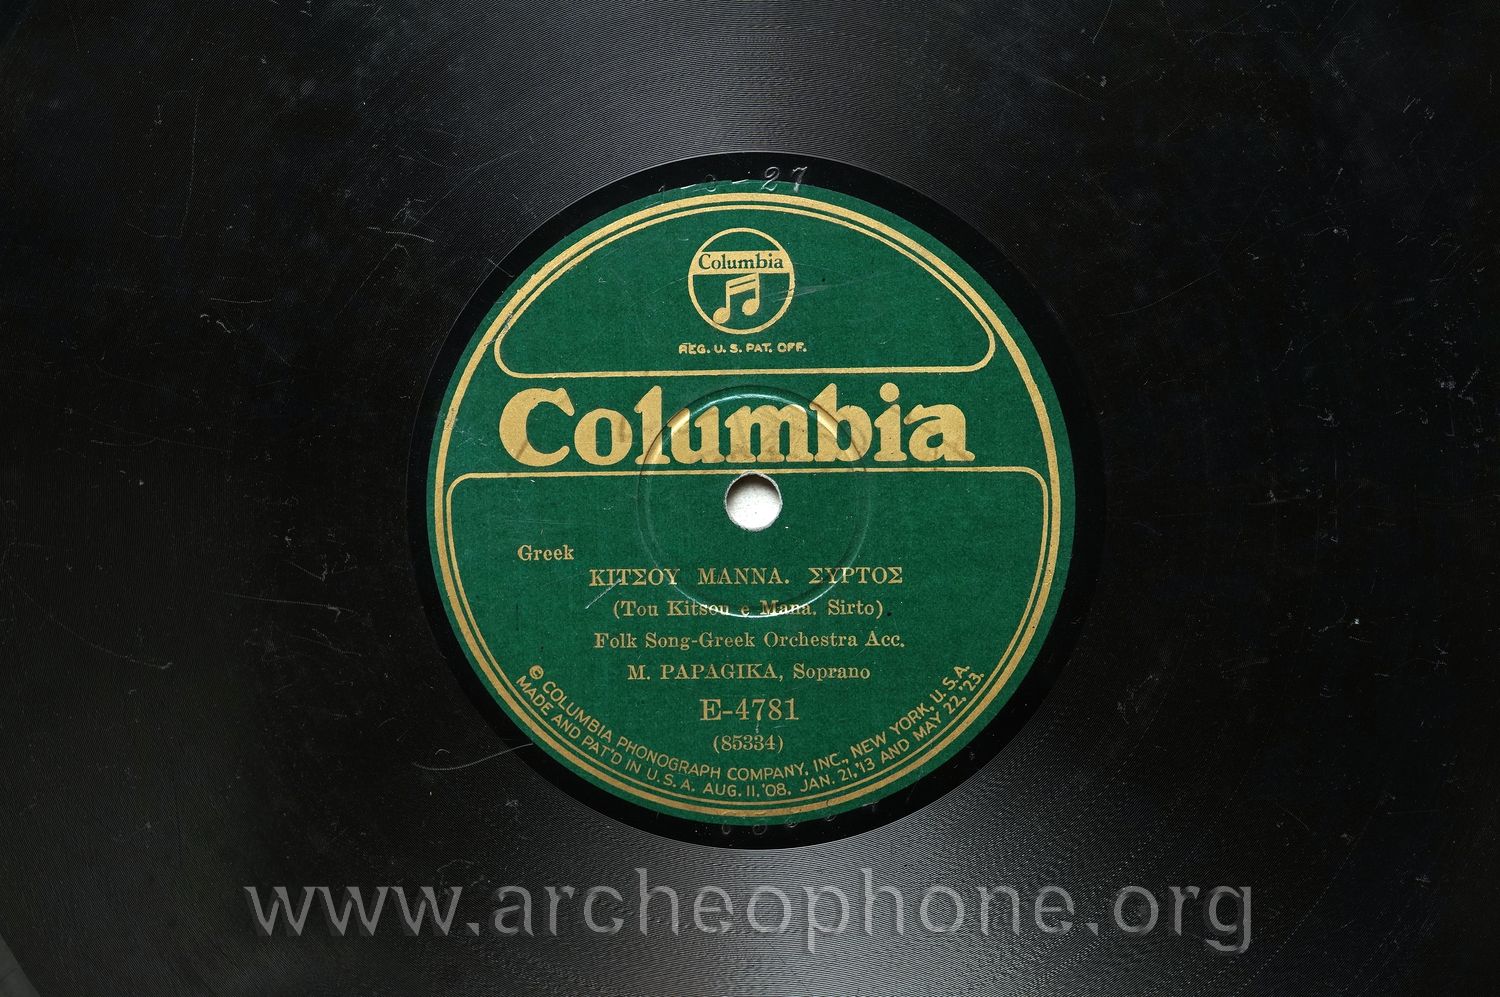 27
Columbia
REG. U. S. PAT. OFF.
Columbia
Greek
ΚΙΤΣΟΥ ΜΑΝΝΑ. ΣΥΡΤΟΣ
(Tou Kitsou e Mana, Sirto)
Folk Song-Greek Orchestra Acc.
M. PAPAGIKA, Soprano
E-4781
(85334)
© COLUMBIA PHONOGRAPH COMPANY, INC., NEW YORK, U. S. A.
MADE AND PAT'D IN U. S. A. AUG. 11, '08. JAN. 21, '13 AND MAY 22, '23.
www.archeophone.org